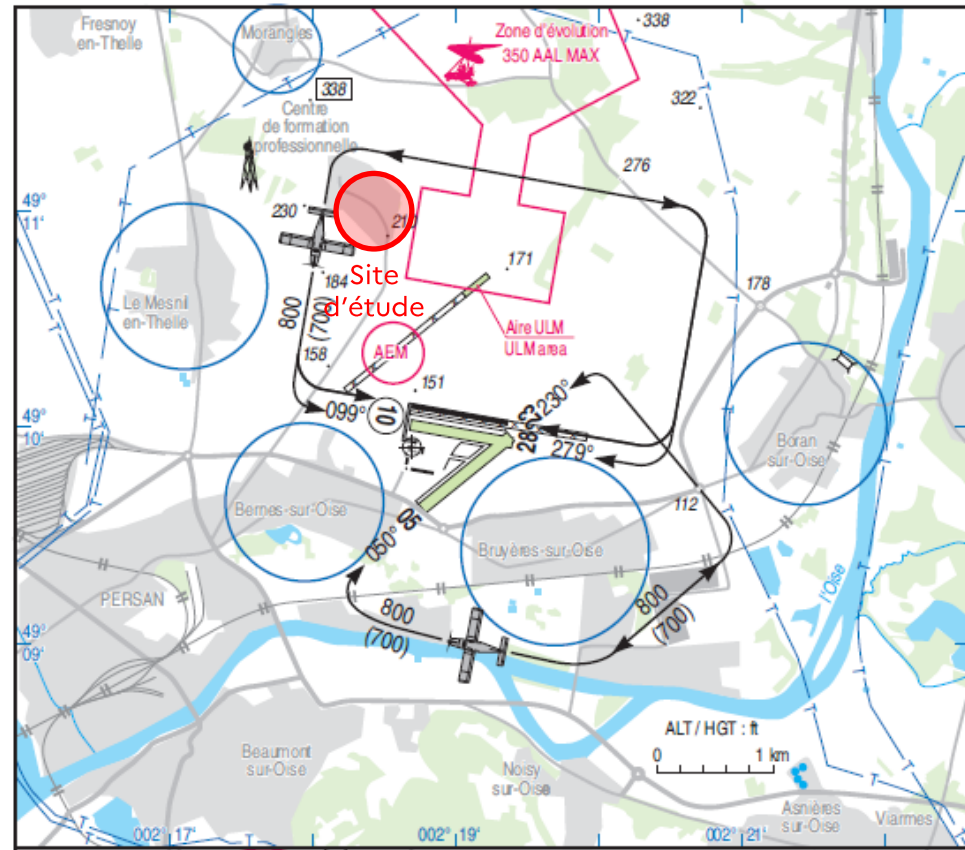 Fresnoy
en-Thelle
Morangles
Zone d'évolution
350 AAL MAX
338
338
322
Centre
de formation
professionnelle
276
49°
11'
230
210
171
184
178
Site
d'étude
Le Mesnil
en-Thelle
800
(700)
Aire ULM
ULM area
158
AEM
151
099°
10
28
23
230°
279°
49°
10'
Boran
sur-Oise
Bernes-sur-Oise
05
050°
112
Bruyères-sur-Oise
l'Oise
PERSAN
800
(700)
800
(700)
49°
09'
ALT / HGT : ft
0 1 km
Beaumont
sur-Oise
Noisy
sur-Oise
Asnières
sur-Oise
Viarmes
002° 17'
002° 19'
002° 21'